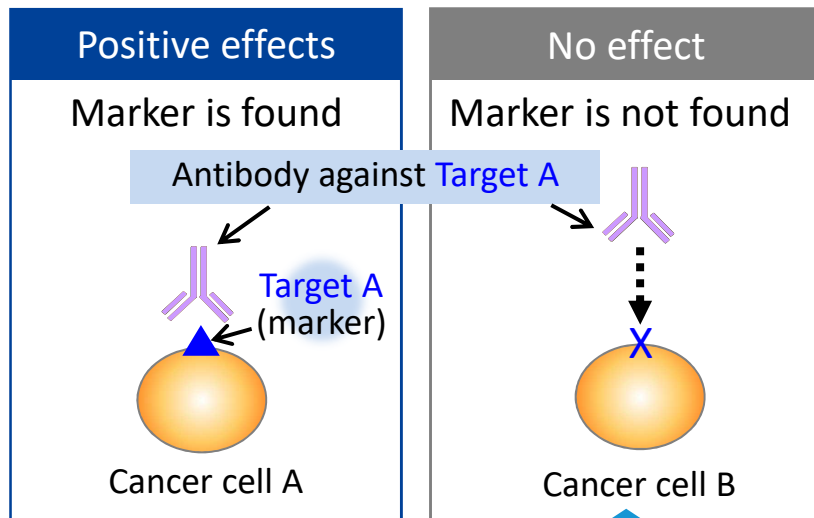 Positive effects
No effect
Marker is found
Marker is not found
Antibody against Target A
Target A
(marker)
X
Cancer cell A
Cancer cell B